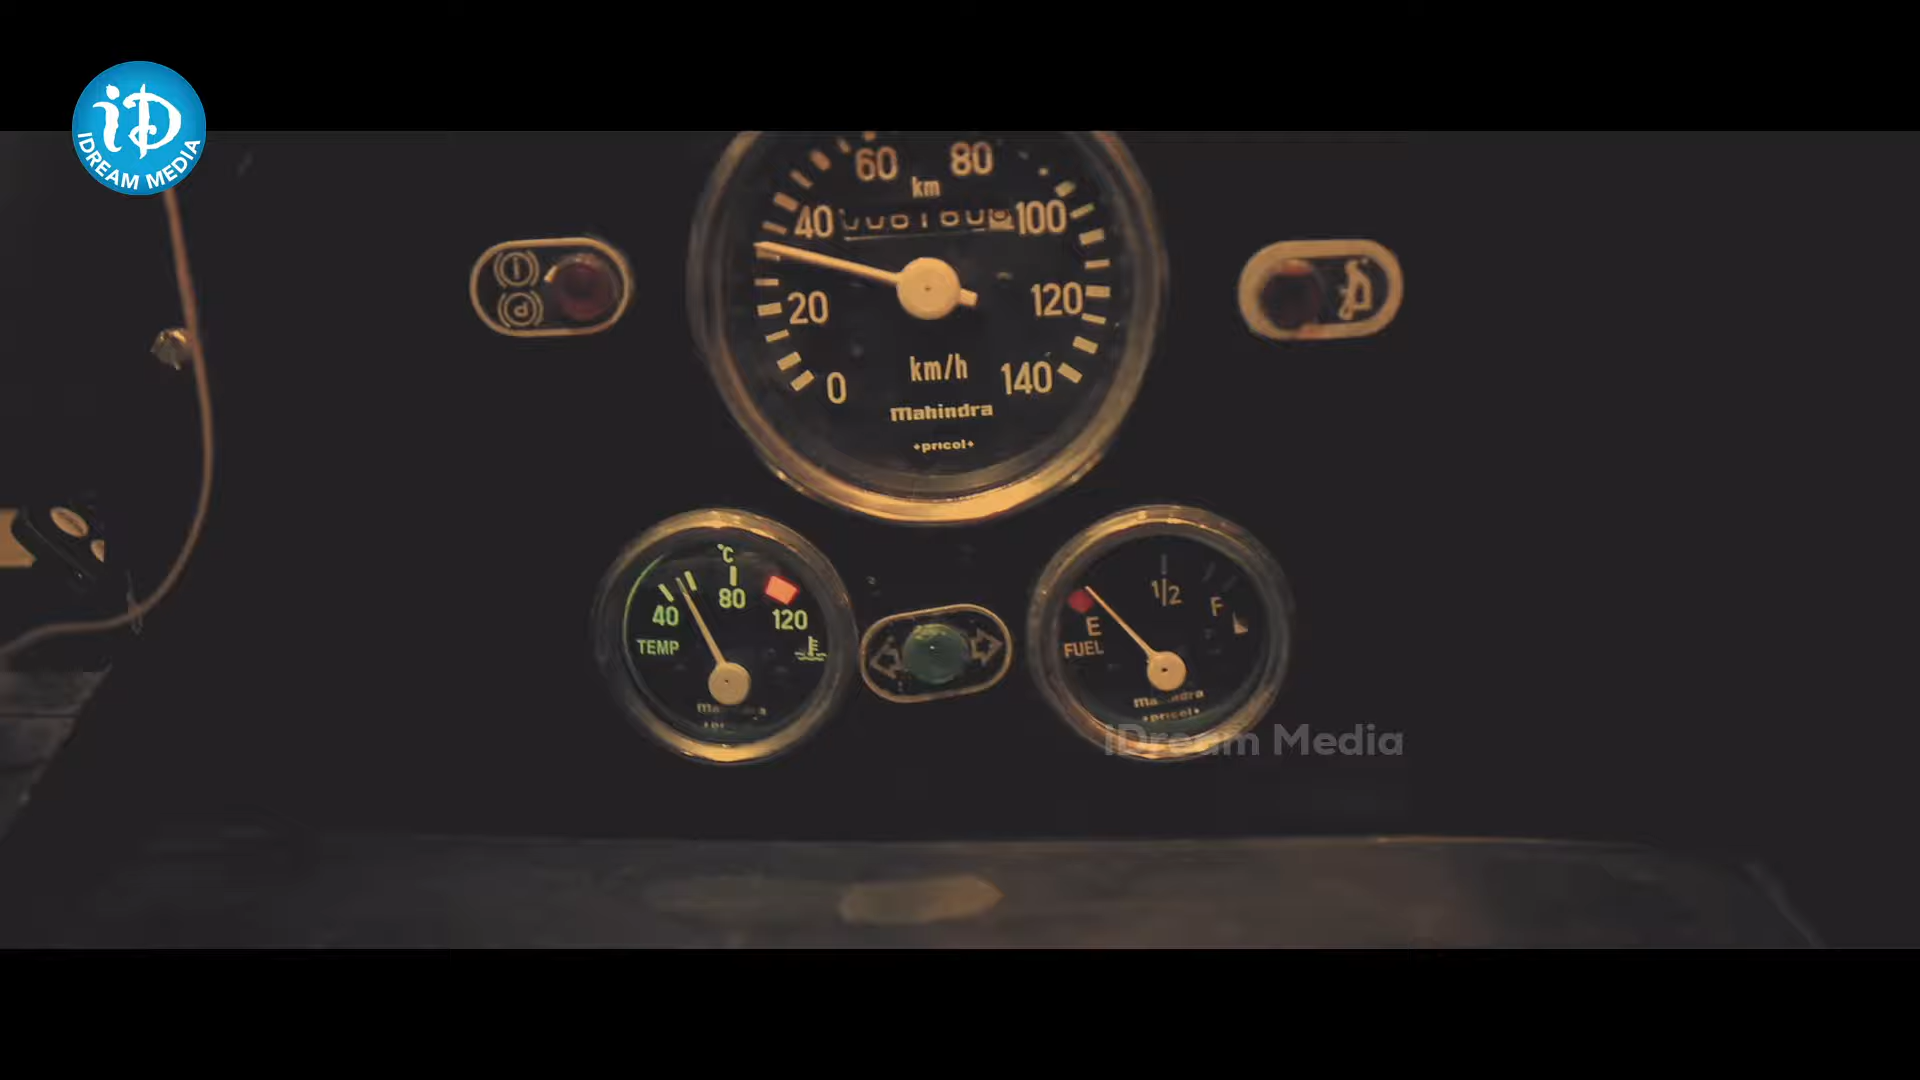 iD
IDREAM MEDIA
60 80
km
40 100
20 120
km/h
0 140
mahindra
+pricol+
°C
40 80 120
TEMP
1/2
E F
FUEL
+pricol+
iDream Media